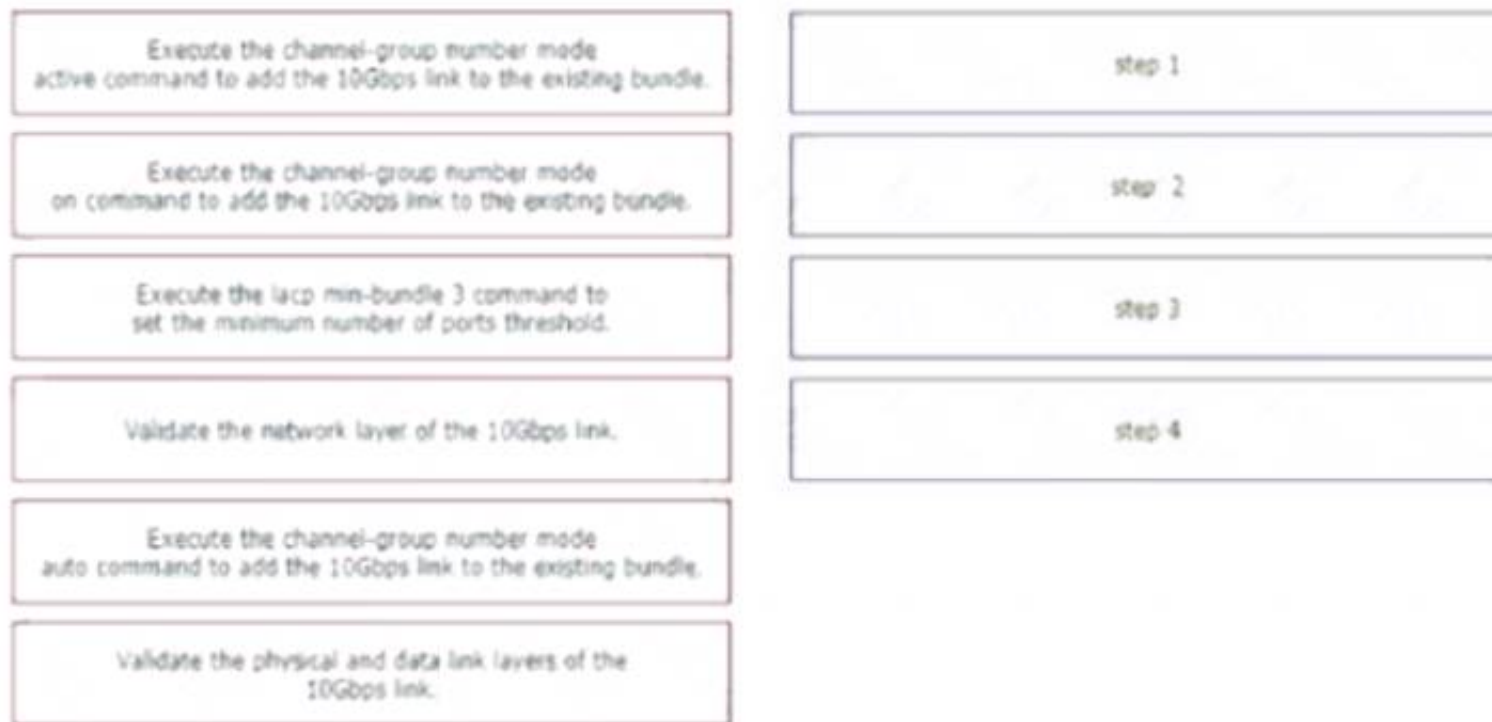 Execute the channel-group number mode
active command to add the 10Gbps link to the existing bundle.
Execute the channel-group number mode
on command to add the 10Gbps link to the existing bundle.
Execute the lacp min-bundle 3 command to
set the minimum number of ports threshold.
Validate the network layer of the 10Gbps link.
Execute the channel-group number mode
auto command to add the 10Gbps link to the existing bundle.
Validate the physical and data link layers of the
10Gbps link.
step 1
step 2
step 3
step 4